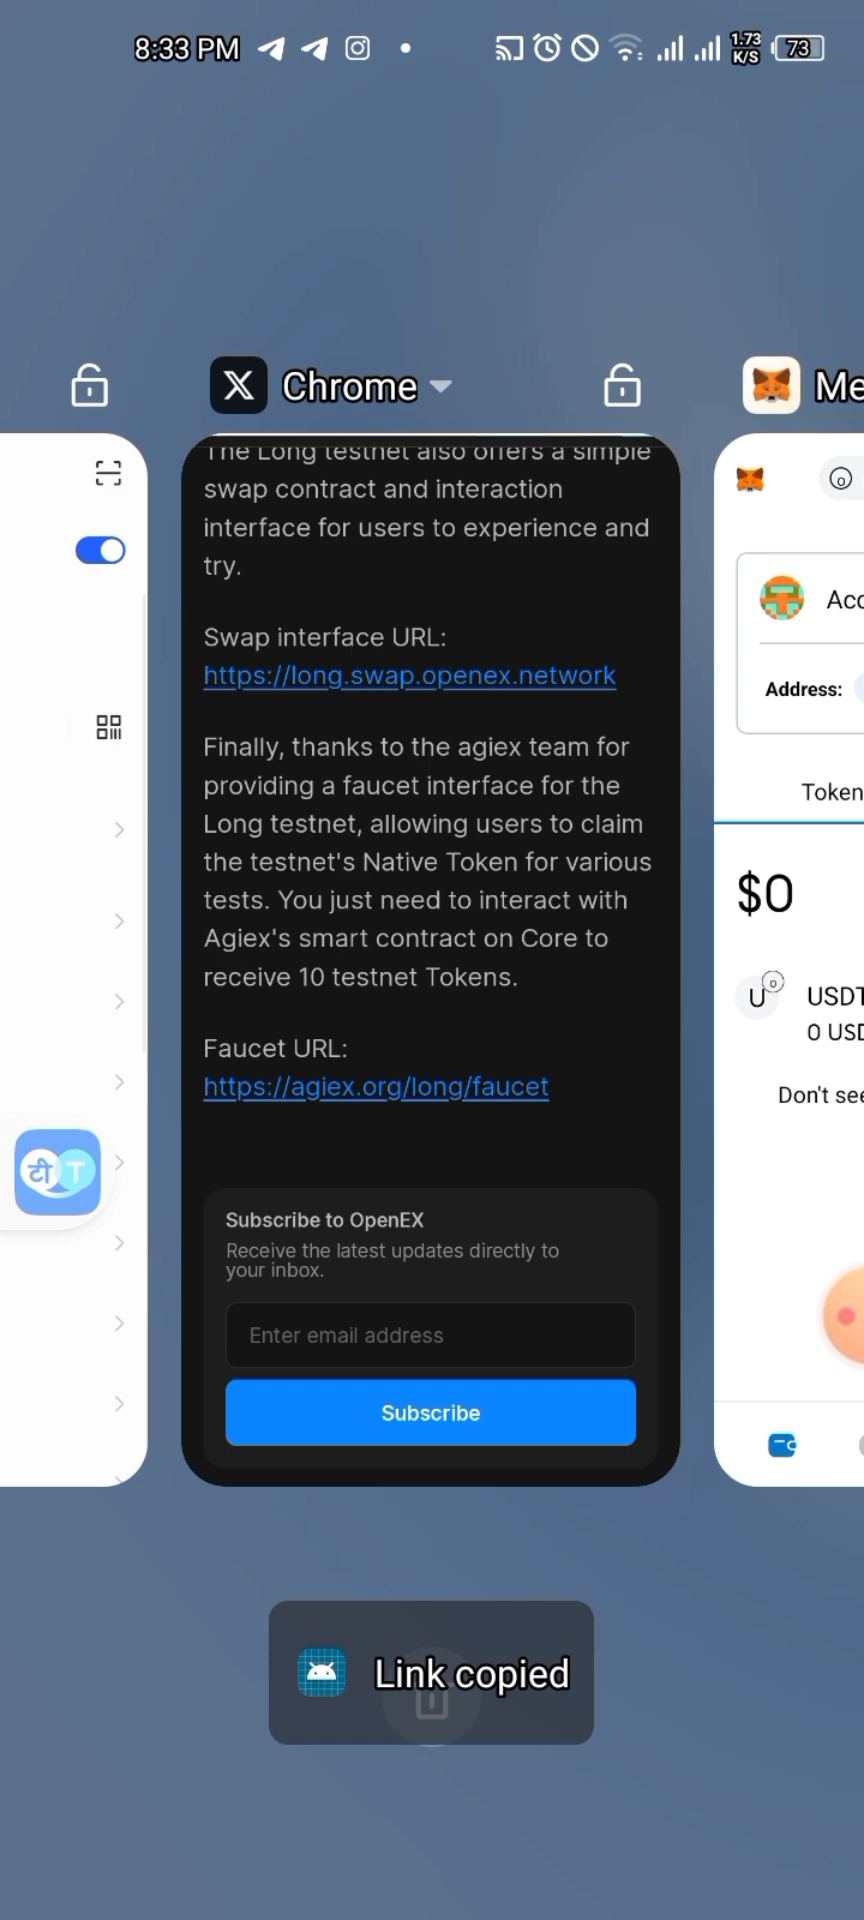 8:33 PM
1.73
K/S
73
Chrome
Me
The Long testnet also offers a simple
swap contract and interaction
interface for users to experience and
try.
Swap interface URL:
https://long.swap.openex.network
Finally, thanks to the agiex team for
providing a faucet interface for the
Long testnet, allowing users to claim
the testnet's Native Token for various
tests. You just need to interact with
Agiex's smart contract on Core to
receive 10 testnet Tokens.
Faucet URL:
https://agiex.org/long/faucet
Subscribe to OpenEX
Receive the latest updates directly to
your inbox.
Enter email address
Subscribe
टी T
Acc
Address:
Token
$0
U
USDT
0 USD
Don't see
Link copied